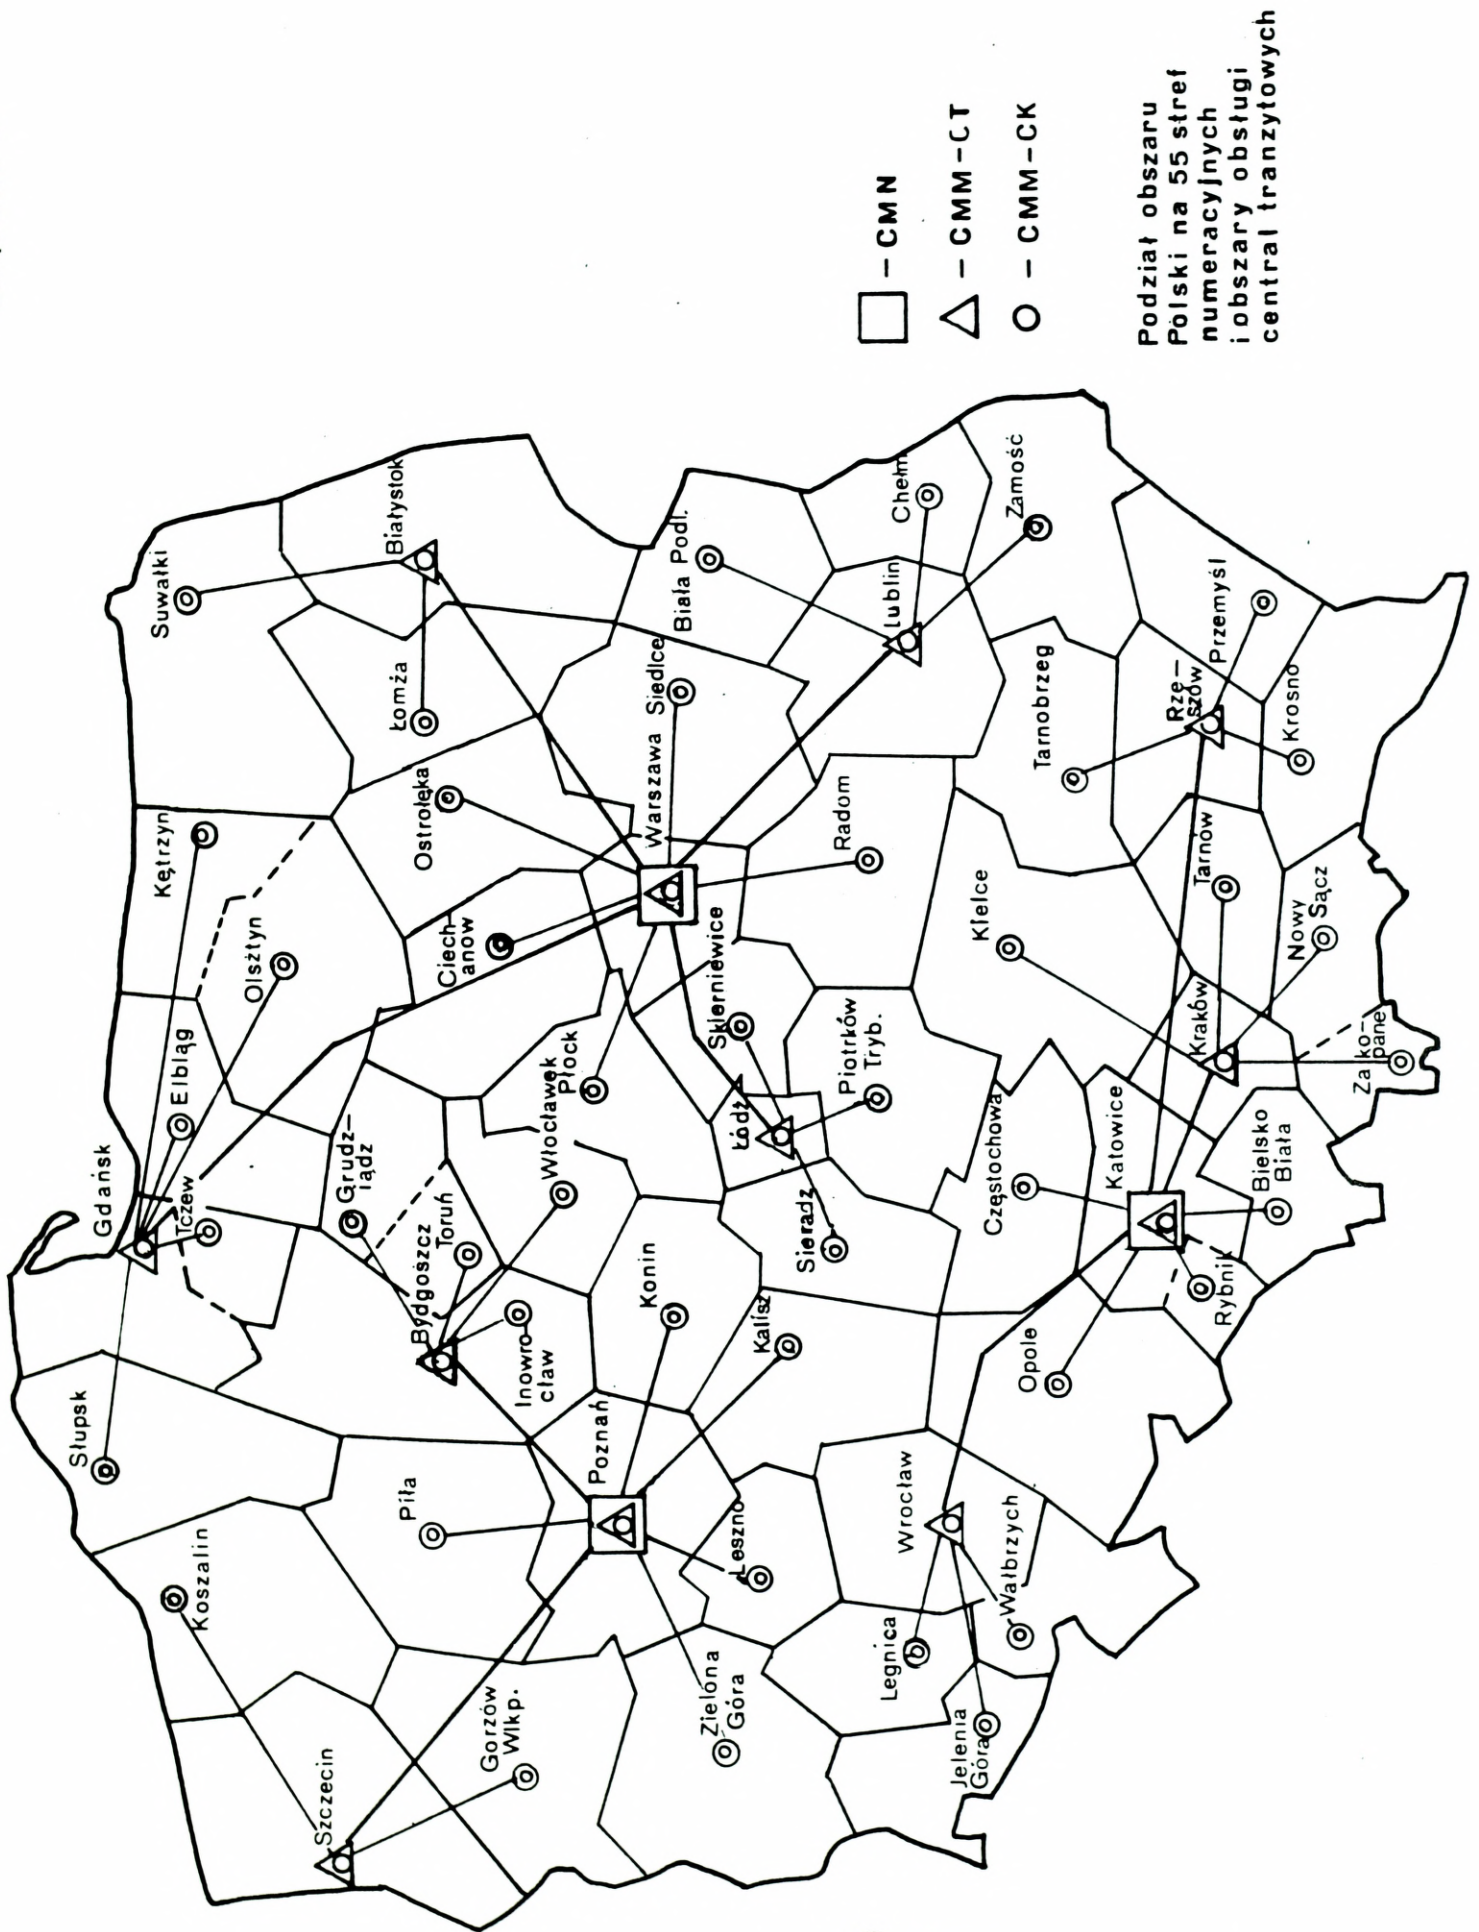 Suwałki
Białystok
Łomża
Kętrzyn
Olsztyn
Elbląg
Gdańsk
Tczew
Słupsk
Koszalin
Szczecin
Gorzów
Wlkp.
Piła
Poznań
Bydgoszcz
Toruń
Grudz-
iądz
Inowro
cław
Włocławek
Płock
Ciech-
anów
Ostrołęka
Warszawa
Siedlce
Biała Podl.
Skierniewice
Łódź
Konin
Kalisz
Sieradz
Piotrków
Tryb.
Radom
Lublin
Chełm
Zamość
Zielóna
Góra
Leszno
Legnica
Jelenia
Góra
Wrocław
Wałbrzych
Opole
Częstochowa
Katowice
Rybnik
Bielsko
Biała
Kielce
Kraków
Tarnów
Nowy
Sącz
Zako-
pane
Tarnobrzeg
Rze-
szów
Przemyśl
Krosno
– CMN
– CMM-CT
– CMM-CK
Podział obszaru
Polski na 55 stref
numeracyjnych
i obszary obsługi
central tranzytowych